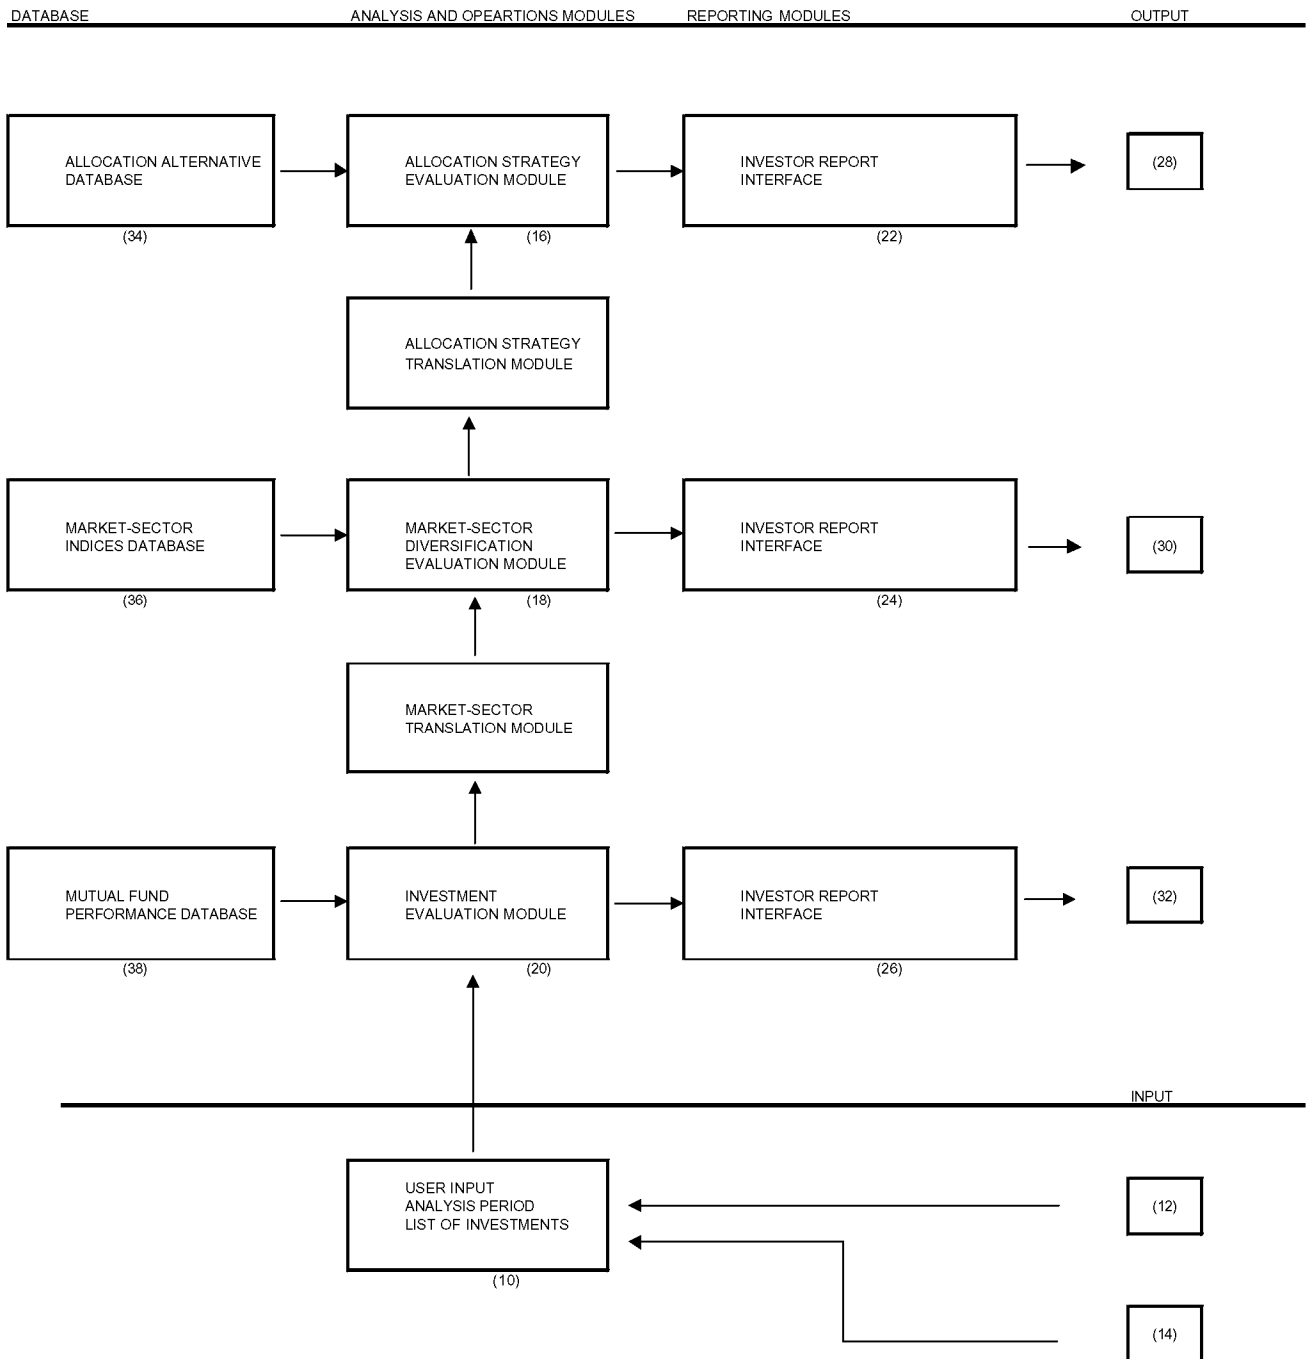 DATABASE
ANALYSIS AND OPEARTIONS MODULES
REPORTING MODULES
OUTPUT
ALLOCATION ALTERNATIVE
DATABASE
(34)
ALLOCATION STRATEGY
EVALUATION MODULE
(16)
INVESTOR REPORT
INTERFACE
(22)
(28)
ALLOCATION STRATEGY
TRANSLATION MODULE
MARKET-SECTOR
INDICES DATABASE
(36)
MARKET-SECTOR
DIVERSIFICATION
EVALUATION MODULE
(18)
INVESTOR REPORT
INTERFACE
(24)
(30)
MARKET-SECTOR
TRANSLATION MODULE
MUTUAL FUND
PERFORMANCE DATABASE
(38)
INVESTMENT
EVALUATION MODULE
(20)
INVESTOR REPORT
INTERFACE
(26)
(32)
INPUT
USER INPUT
ANALYSIS PERIOD
LIST OF INVESTMENTS
(10)
(12)
(14)